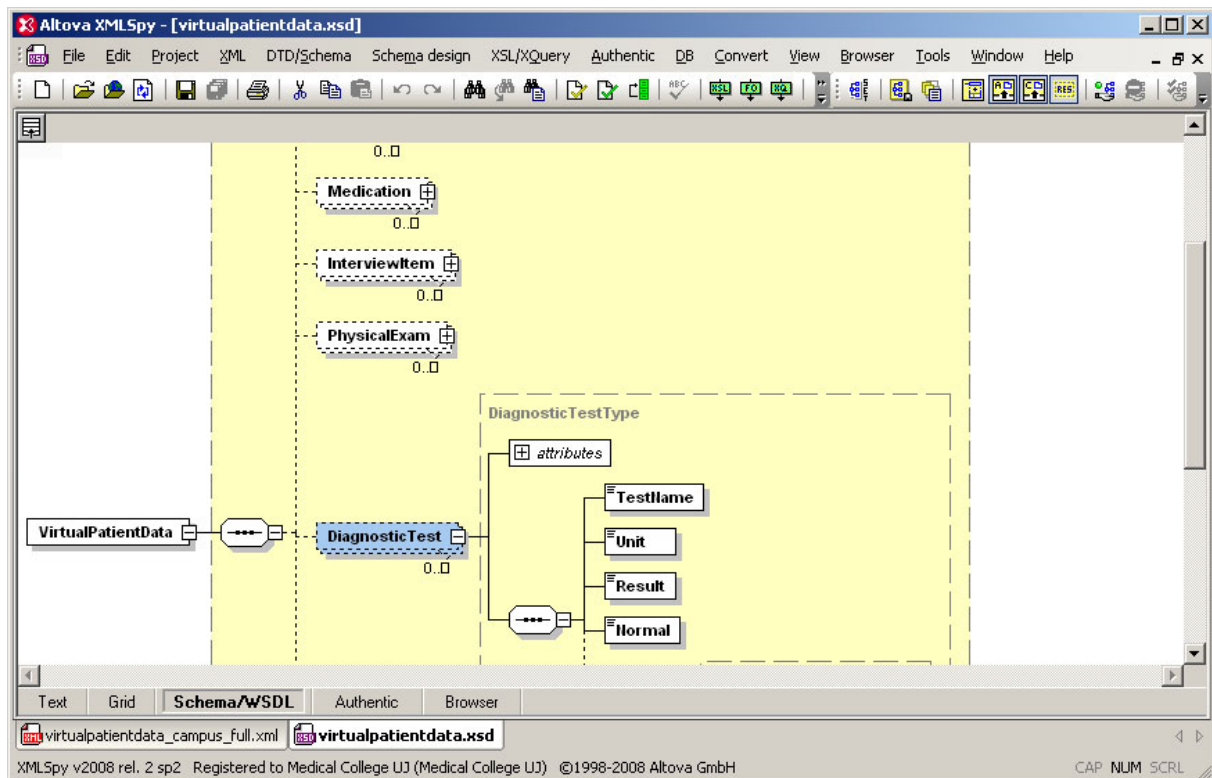 Altova XMLSpy - [virtualpatientdata.xsd]
File Edit Project XML DTD/Schema Schema design XSL/XQuery Authentic DB Convert View Browser Tools Window Help
0..
Medication
0..
InterviewItem
0..
PhysicalExam
0..
DiagnosticTestType
attributes
TestName
VirtualPatientData
DiagnosticTest
Unit
0..
Result
Normal
Text Grid Schema/WSDL Authentic Browser
virtualpatientdata_campus_full.xml virtualpatientdata.xsd
XMLSpy v2008 rel. 2 sp2 Registered to Medical College UJ (Medical College UJ) ©1998-2008 Altova GmbH CAP NUM SCRL